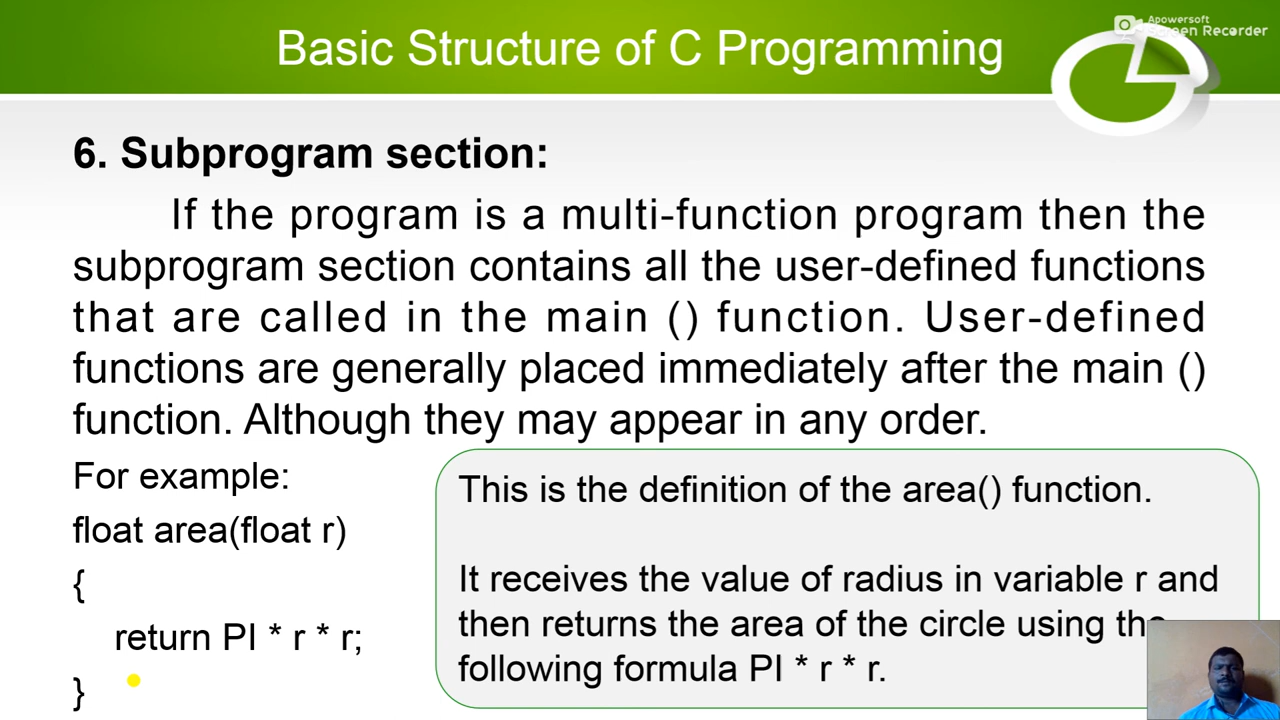 Basic Structure of C Programming
Apowersoft
Screen Recorder
6. Subprogram section:
If the program is a multi-function program then the
subprogram section contains all the user-defined functions
that are called in the main () function. User-defined
functions are generally placed immediately after the main ()
function. Although they may appear in any order.
For example:
float area(float r)
{
return PI * r * r;
}
This is the definition of the area() function.
It receives the value of radius in variable r and
then returns the area of the circle using the
following formula PI * r * r.